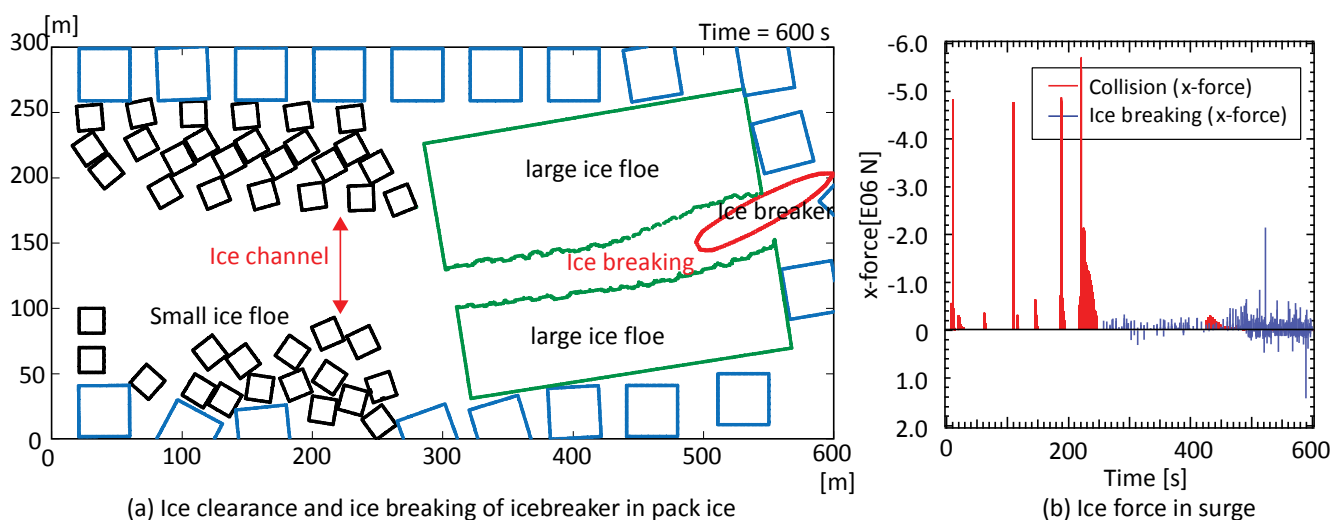 [m]
Time = 600 s
300
250
200
150
100
50
0
large ice floe
Ice breaker
Ice channel
Ice breaking
Small ice floe
large ice floe
100
200
300
400
500
600
[m]
(a) Ice clearance and ice breaking of icebreaker in pack ice
-6.0
-5.0
-4.0
-3.0
-2.0
-1.0
0
1.0
2.0
x-force[E06 N]
Collision (x-force)
Ice breaking (x-force)
0
200
400
600
Time [s]
(b) Ice force in surge